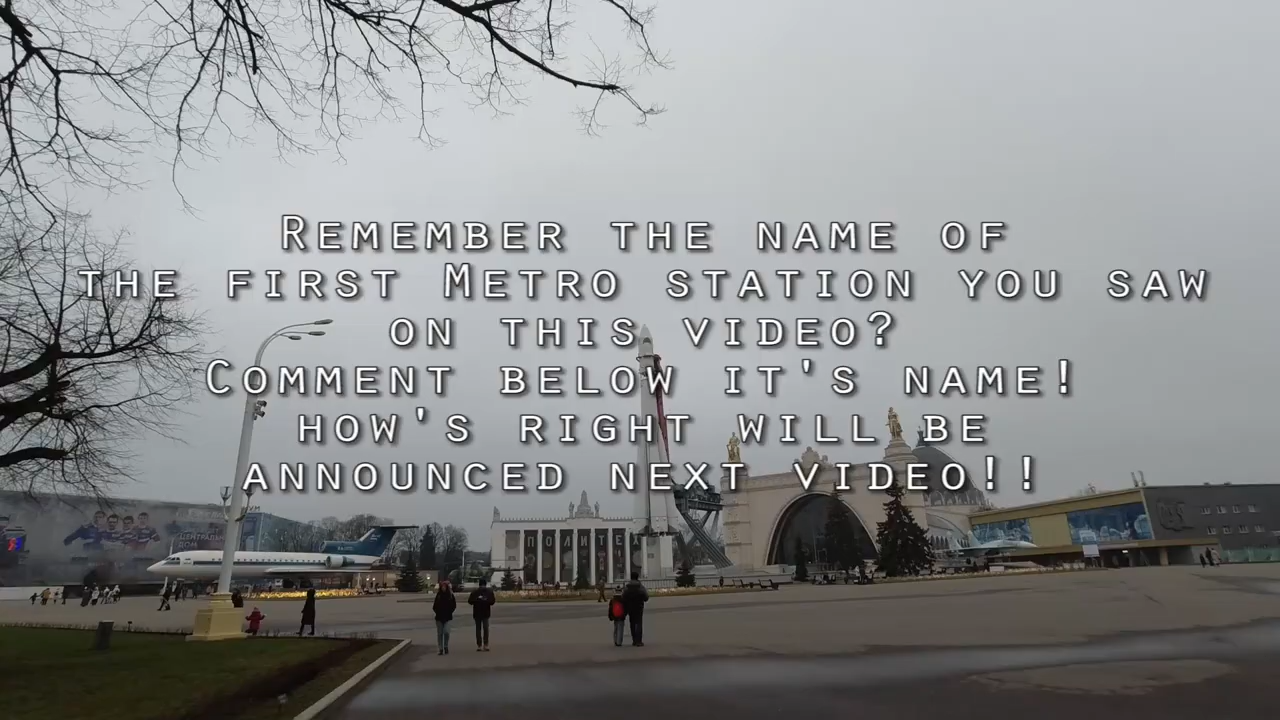 Remember the name of
the first Metro station you saw
on this video?
Comment below it's name!
how's right will be
announced next video!!
ПОЛИТЕХ